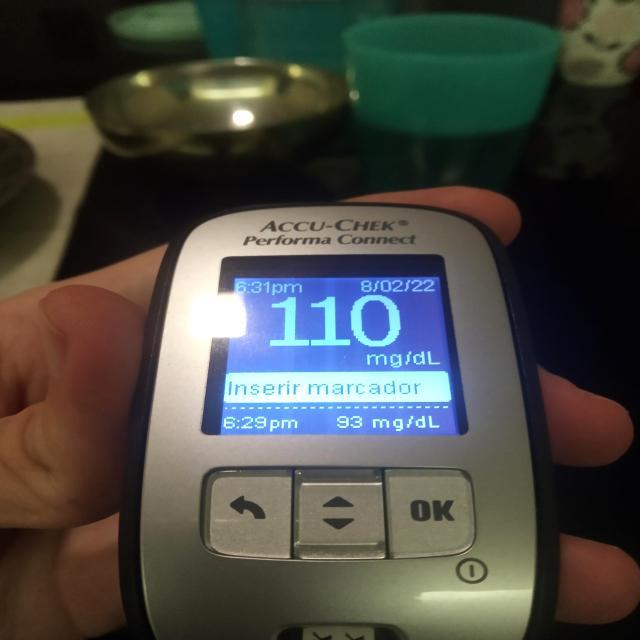 ACCU-CHEK®
Performa Connect
6:31pm 8/02/22
110
mg/dL
Inserir marcador
6:29pm 93 mg/dL
OK